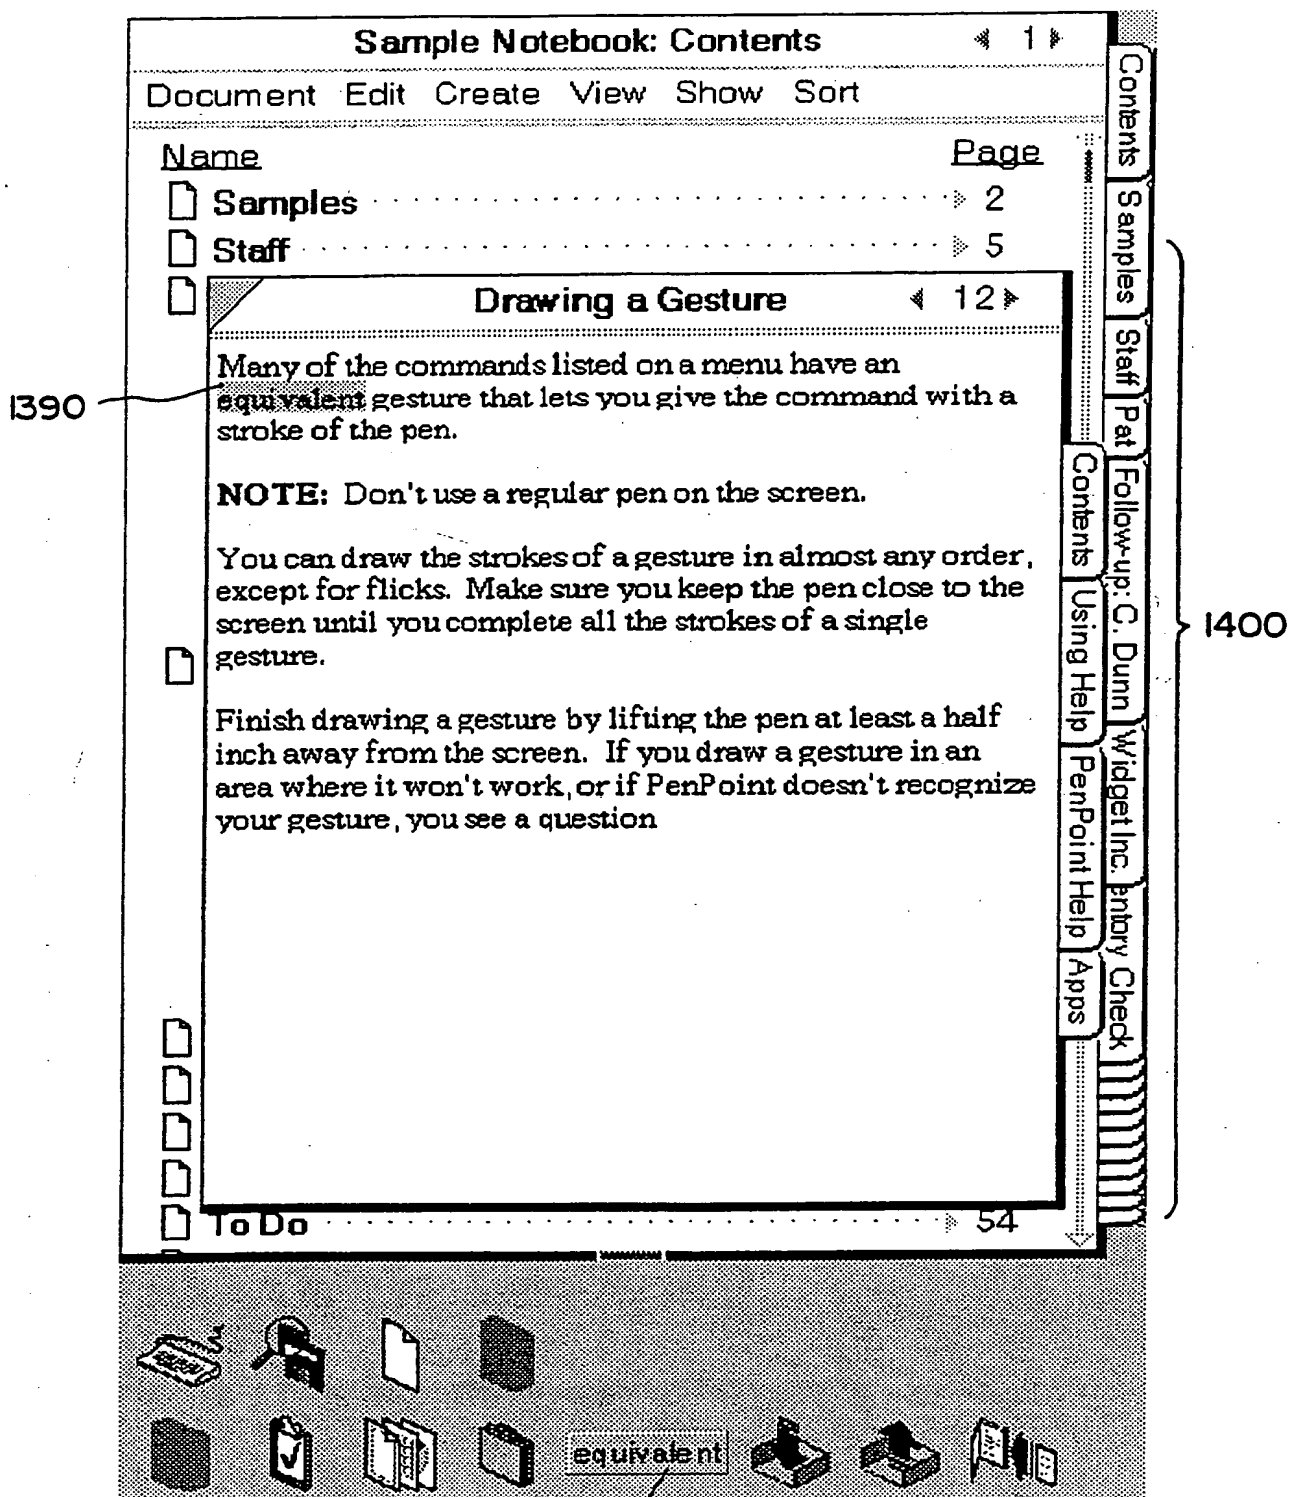 Sample Notebook: Contents 1
Document Edit Create View Show Sort
Name Page
Samples 2
Staff 5
Drawing a Gesture 12
Many of the commands listed on a menu have an
equivalent gesture that lets you give the command with a
stroke of the pen.
NOTE: Don't use a regular pen on the screen.
You can draw the strokes of a gesture in almost any order,
except for flicks. Make sure you keep the pen close to the
screen until you complete all the strokes of a single
gesture.
Finish drawing a gesture by lifting the pen at least a half
inch away from the screen. If you draw a gesture in an
area where it won't work, or if PenPoint doesn't recognize
your gesture, you see a question
To Do 54
Contents
Using Help
PenPoint Help
Apps
Contents
Samples
Staff
Pat
Follow-up: C. Dunn
Widget Inc.
entory Check
1390
1400
equivalent